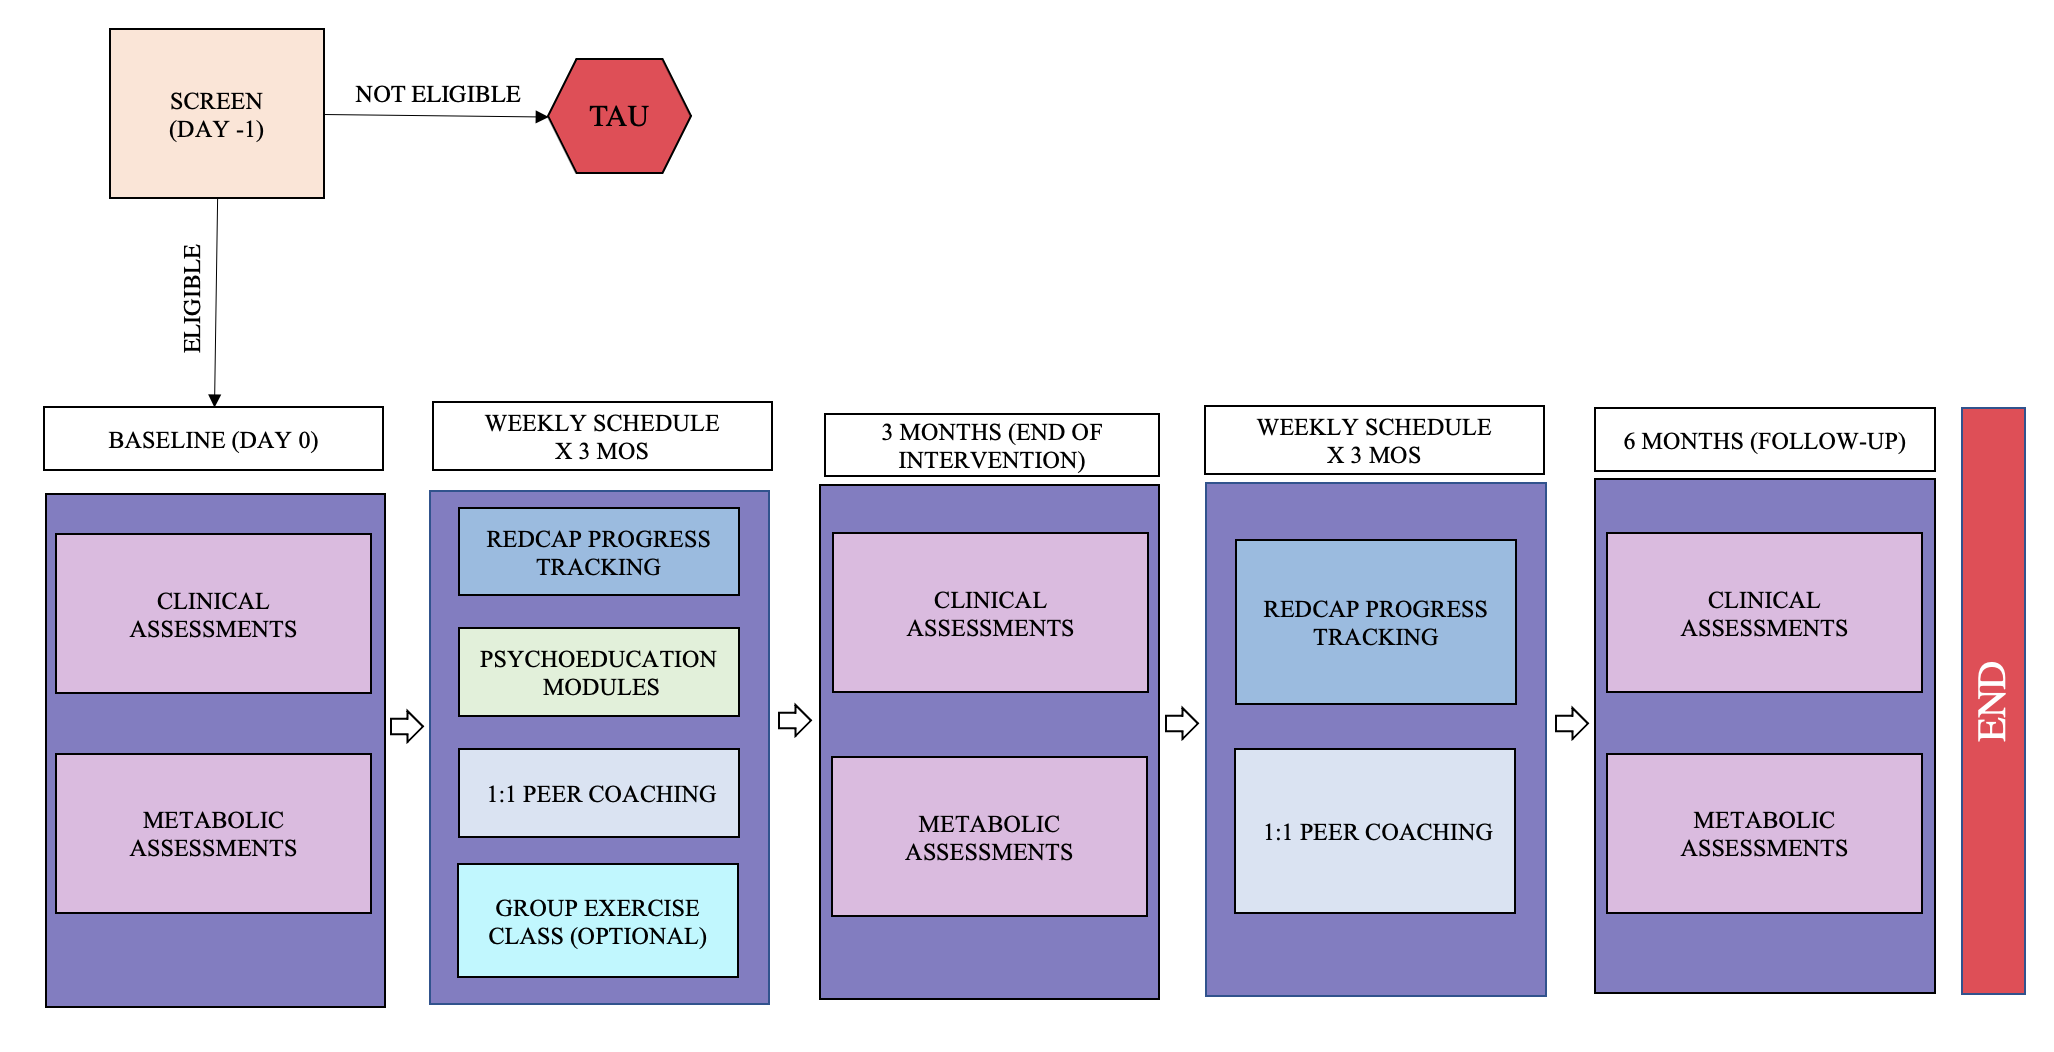 SCREEN
(DAY -1)
NOT ELIGIBLE
TAU
ELIGIBLE
BASELINE (DAY 0)
CLINICAL
ASSESSMENTS
METABOLIC
ASSESSMENTS
WEEKLY SCHEDULE
X 3 MOS
REDCAP PROGRESS
TRACKING
PSYCHOEDUCATION
MODULES
1:1 PEER COACHING
GROUP EXERCISE
CLASS (OPTIONAL)
3 MONTHS (END OF
INTERVENTION)
CLINICAL
ASSESSMENTS
METABOLIC
ASSESSMENTS
WEEKLY SCHEDULE
X 3 MOS
REDCAP PROGRESS
TRACKING
1:1 PEER COACHING
6 MONTHS (FOLLOW-UP)
CLINICAL
ASSESSMENTS
METABOLIC
ASSESSMENTS
END